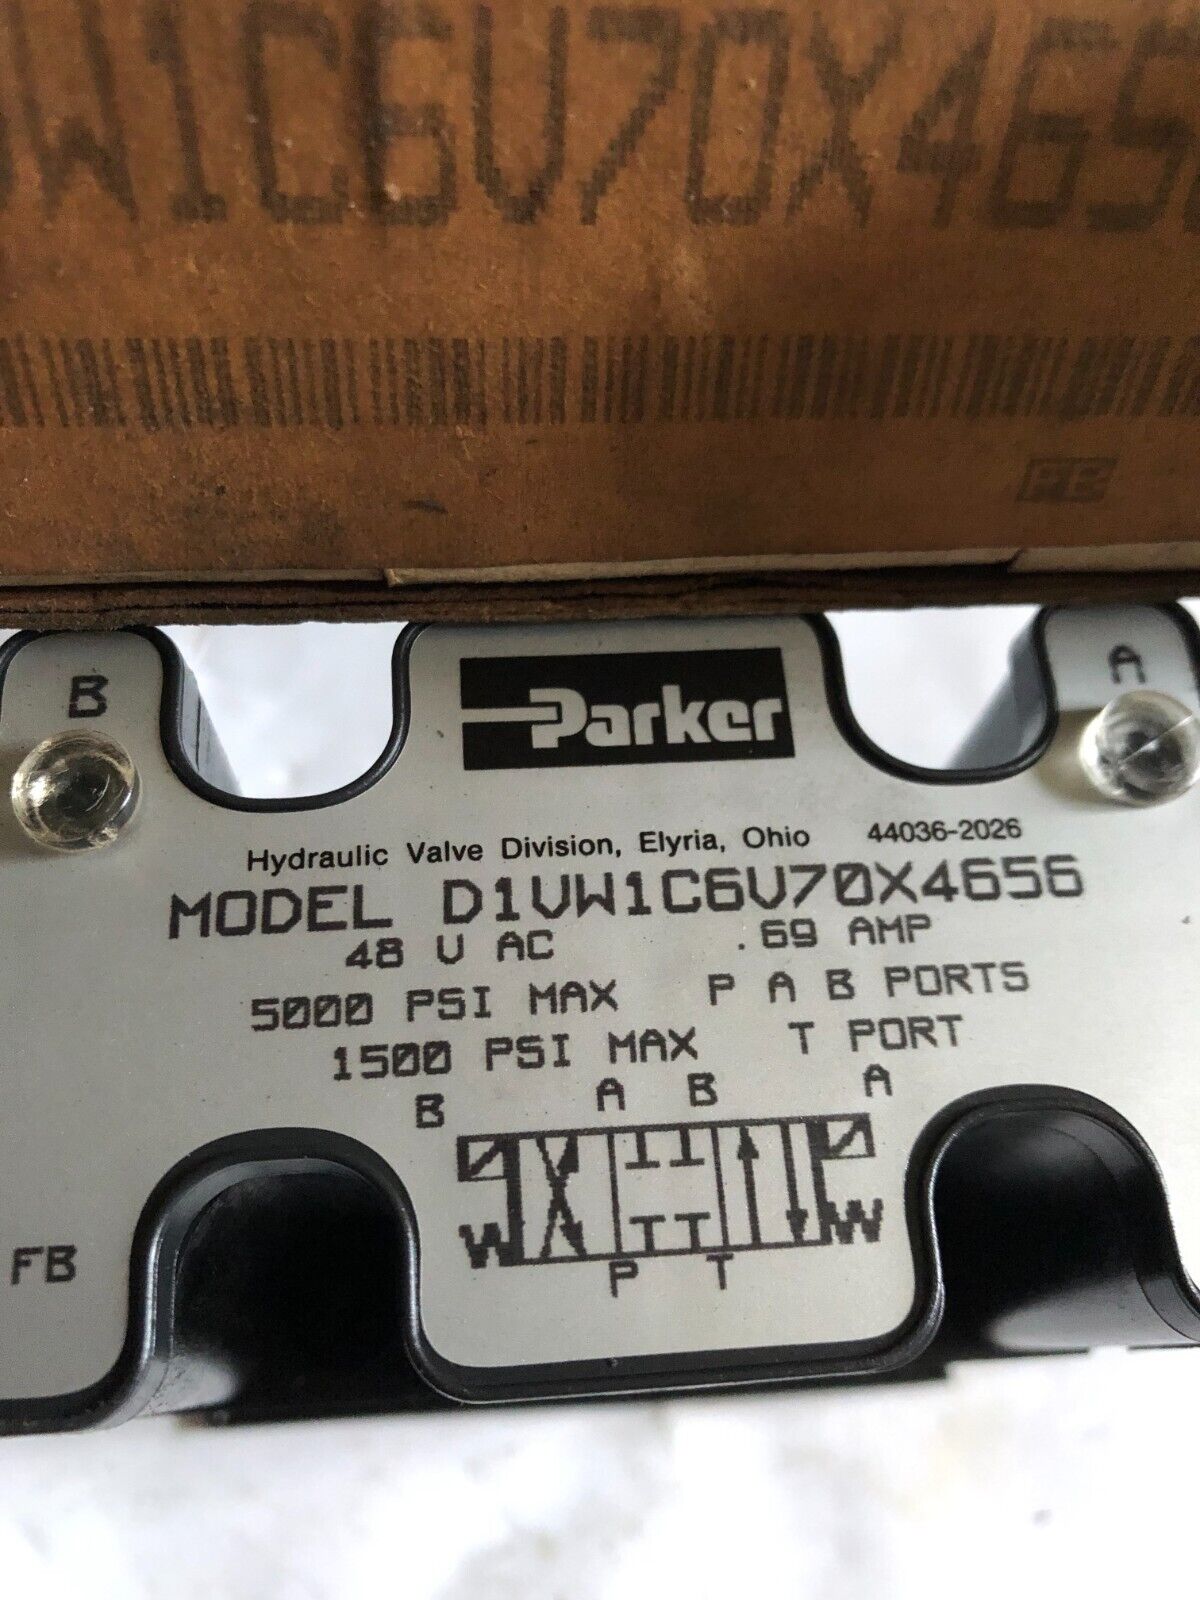 W1C6V70X465
B
A
Parker
Hydraulic Valve Division, Elyria, Ohio 44036-2026
MODEL D1VW1C6V70X4656
48 V AC .69 AMP
5000 PSI MAX P A B PORTS
1500 PSI MAX T PORT
B A B A
P T
FB